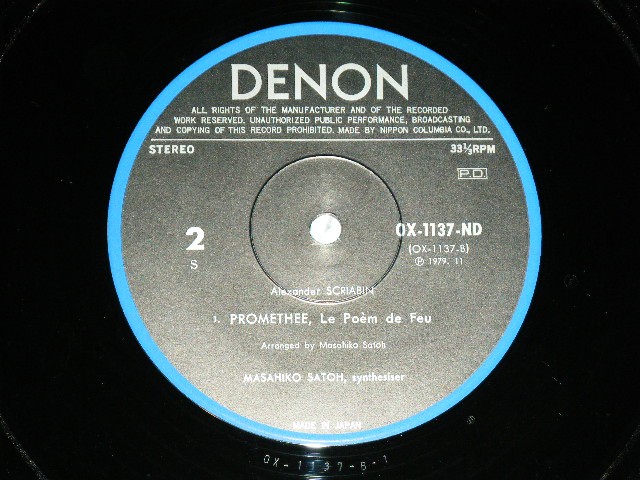 DENON
ALL RIGHTS OF THE MANUFACTURER AND OF THE RECORDED
WORK RESERVED. UNAUTHORIZED PUBLIC PERFORMANCE, BROADCASTING
AND COPYING OF THIS RECORD PROHIBITED. MADE BY NIPPON COLUMBIA CO., LTD.
STEREO 33⅓RPM
P.D.
2 OX-1137-ND
S (OX-1137-B)
Ⓟ 1979. 11
Alexander SCRIABIN
1. PROMETHEE, Le Poèm de Feu
Arranged by Masahiko Satoh
MASAHIKO SATOH, synthesiser
MADE IN JAPAN
OX-1137-B-1